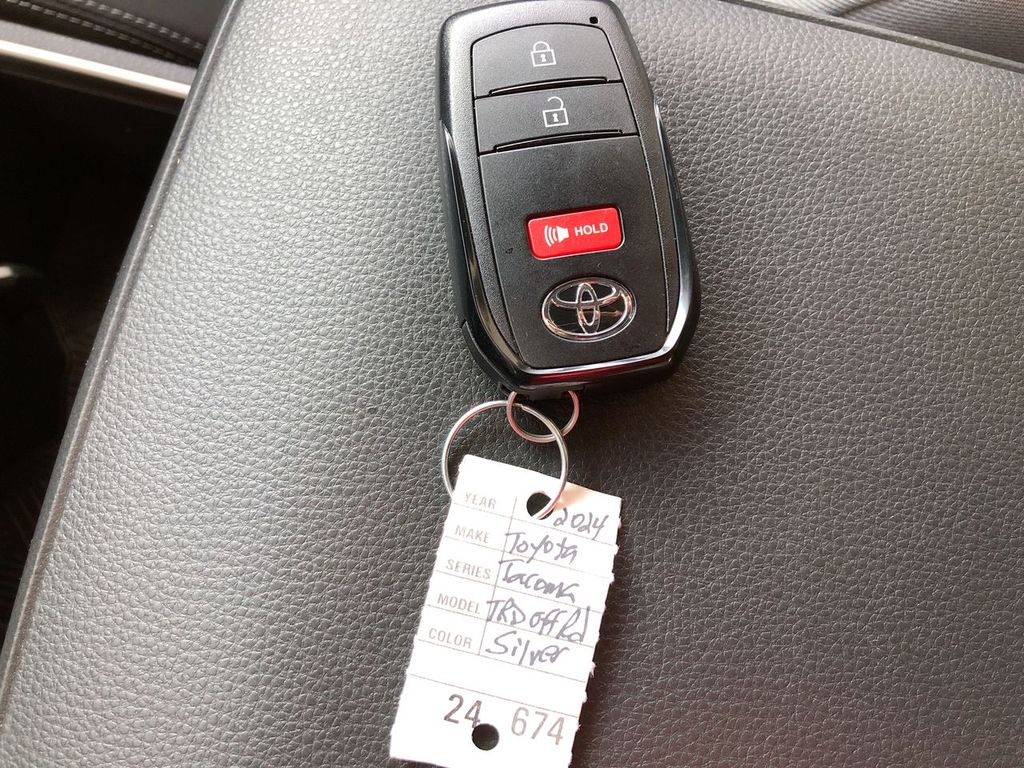 HOLD
YEAR 2024
MAKE Toyota
SERIES Tacoma
MODEL TRD Off Rd
COLOR Silver
24 674